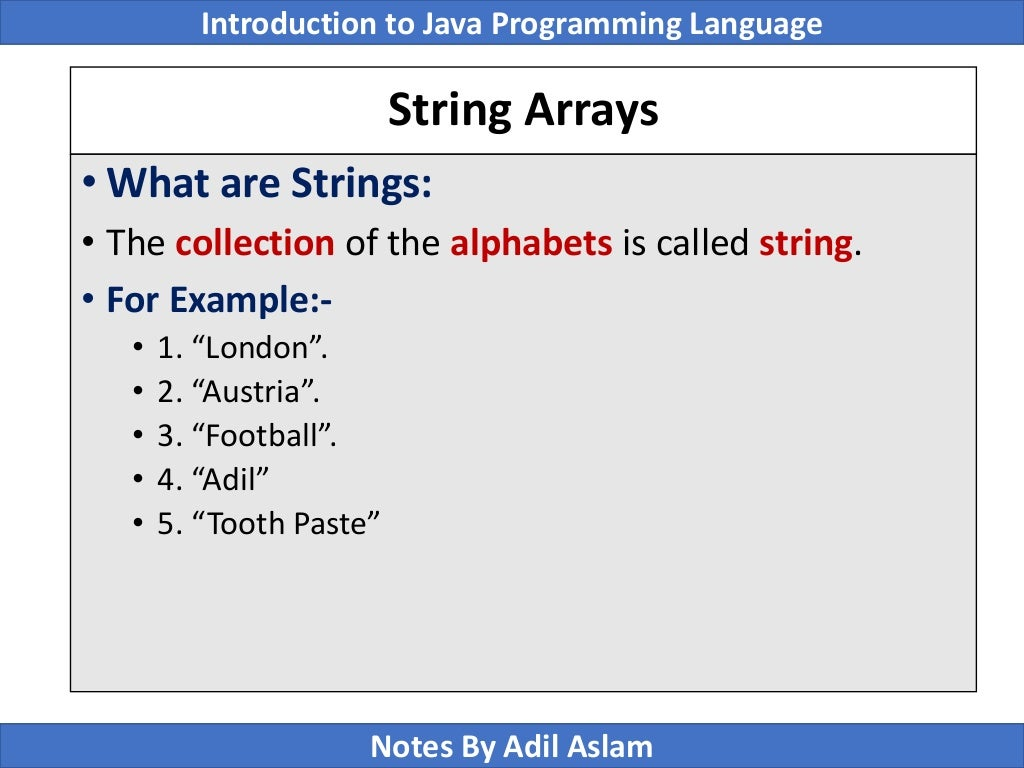 Introduction to Java Programming Language
String Arrays
• What are Strings:
• The collection of the alphabets is called string.
• For Example:-
• 1. “London”.
• 2. “Austria”.
• 3. “Football”.
• 4. “Adil”
• 5. “Tooth Paste”
Notes By Adil Aslam